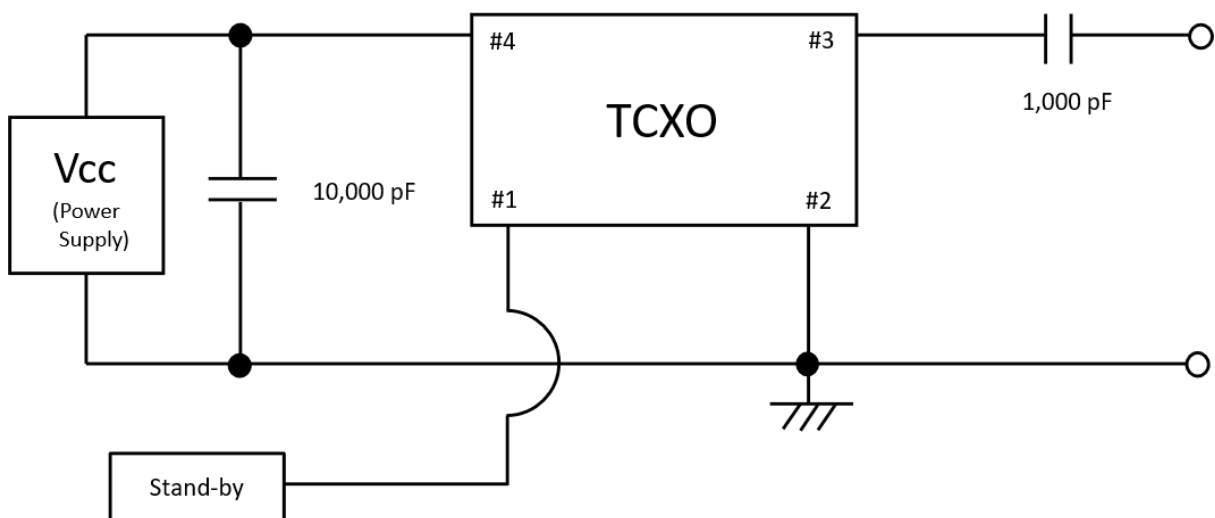 #4
#3
TCXO
1,000 pF
Vcc
(Power
Supply)
10,000 pF
#1
#2
Stand-by